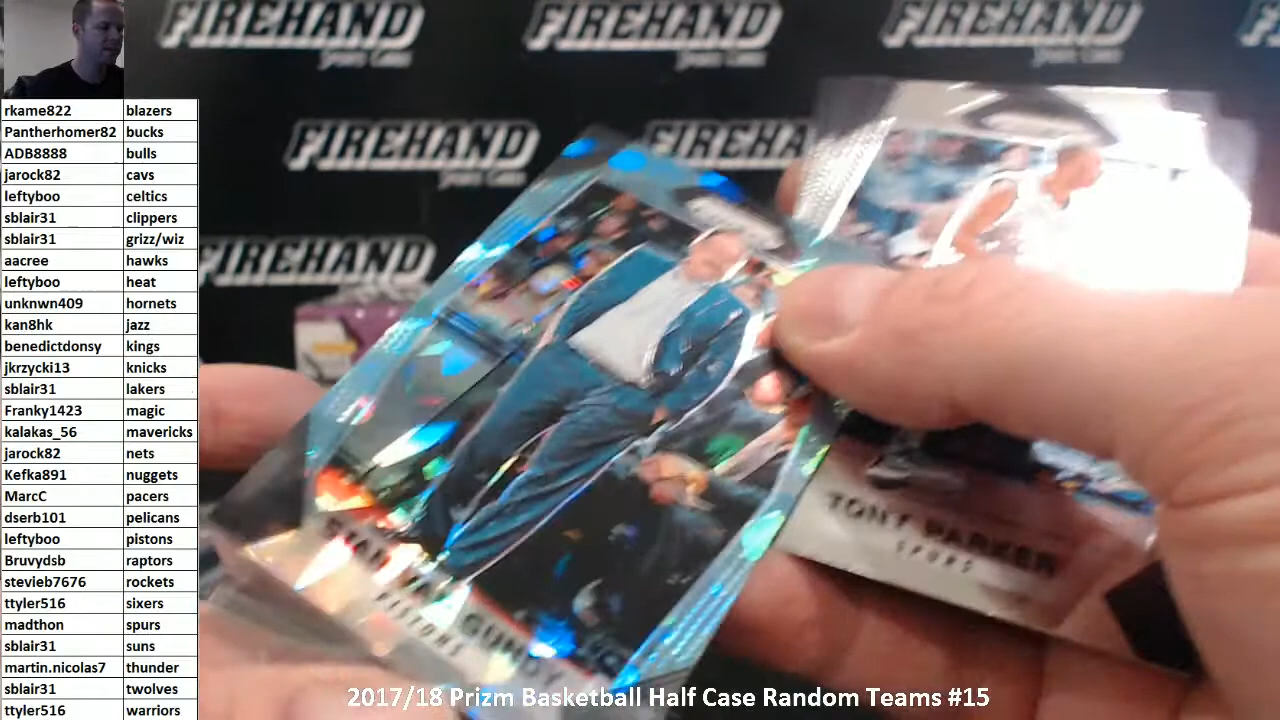 FIREHAND FIREHAND FIREHAND
FIREHAND FIREHAND
FIREHAND
rkame822 blazers
Pantherhomer82 bucks
ADB8888 bulls
jarock82 cavs
leftyboo celtics
sblair31 clippers
sblair31 grizz/wiz
aacree hawks
leftyboo heat
unknwn409 hornets
kan8hk jazz
benedictdonsy kings
jkrzycki13 knicks
sblair31 lakers
Franky1423 magic
kalakas_56 mavericks
jarock82 nets
Kefka891 nuggets
MarcC pacers
dserb101 pelicans
leftyboo pistons
Bruvydsb raptors
stevieb7676 rockets
ttyler516 sixers
madthon spurs
sblair31 suns
martin.nicolas7 thunder
sblair31 twolves
ttyler516 warriors
STAN VAN GUNDY
PISTONS
TONY PARKER
SPURS
2017/18 Prizm Basketball Half Case Random Teams #15